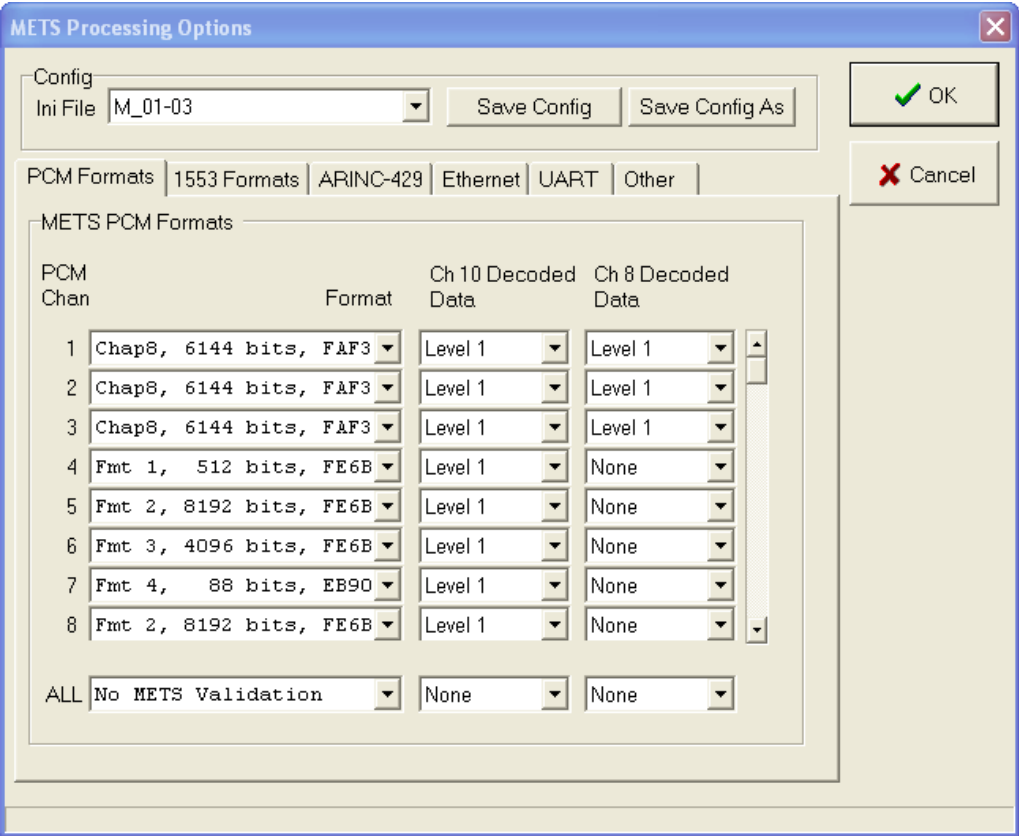 METS Processing Options
Config
Ini File M_01-03 Save Config Save Config As
OK
Cancel
PCM Formats 1553 Formats ARINC-429 Ethernet UART Other
METS PCM Formats
PCM Chan Format Ch 10 Decoded Data Ch 8 Decoded Data
1 Chap8, 6144 bits, FAF3 Level 1 Level 1
2 Chap8, 6144 bits, FAF3 Level 1 Level 1
3 Chap8, 6144 bits, FAF3 Level 1 Level 1
4 Fmt 1, 512 bits, FE6B Level 1 None
5 Fmt 2, 8192 bits, FE6B Level 1 None
6 Fmt 3, 4096 bits, FE6B Level 1 None
7 Fmt 4, 88 bits, EB90 Level 1 None
8 Fmt 2, 8192 bits, FE6B Level 1 None
ALL No METS Validation None None